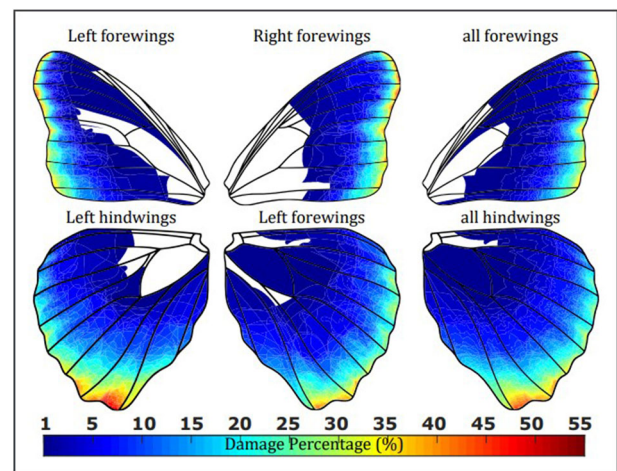 Left forewings Right forewings all forewings
Left hindwings Left forewings all hindwings
1 5 10 15 20 25 30 35 40 45 50 55
Damage Percentage (%)